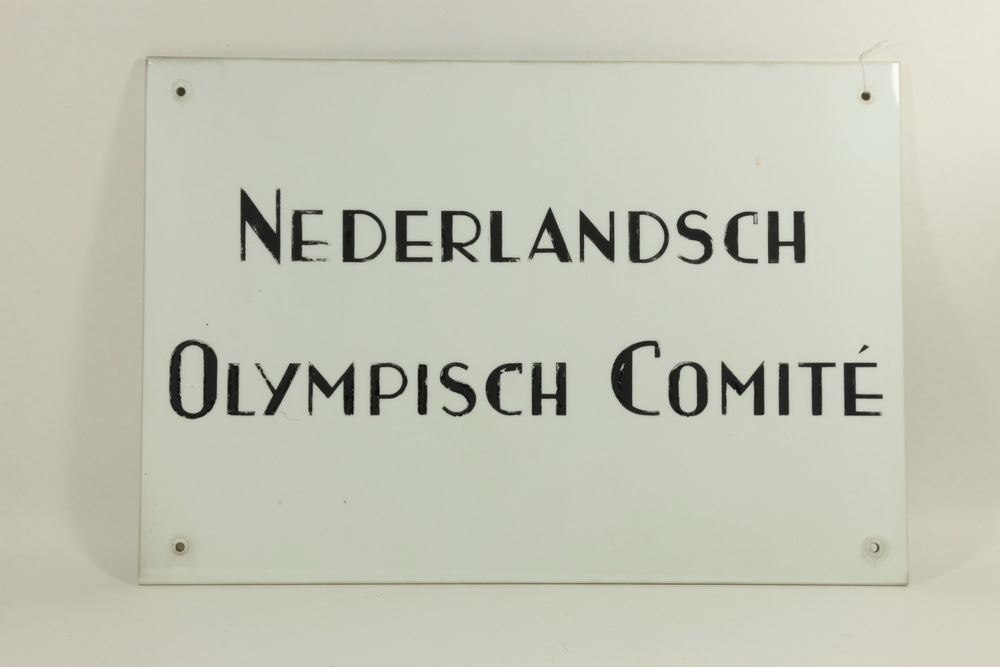 NEDERLANDSCH
OLYMPISCH COMITÉ